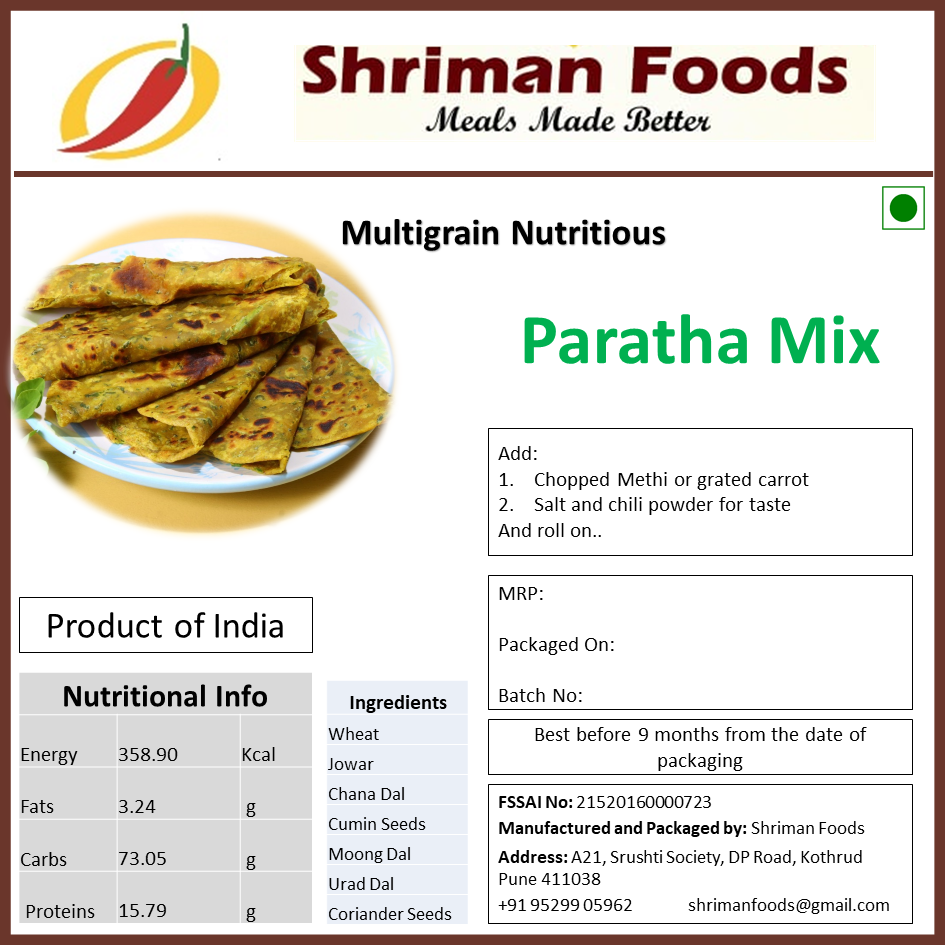 Shriman Foods
Meals Made Better
Multigrain Nutritious
Paratha Mix
Add:
1. Chopped Methi or grated carrot
2. Salt and chili powder for taste
And roll on..
MRP:
Packaged On:
Batch No:
Best before 9 months from the date of
packaging
Product of India
Nutritional Info
Energy 358.90 Kcal
Fats 3.24 g
Carbs 73.05 g
Proteins 15.79 g
Ingredients
Wheat
Jowar
Chana Dal
Cumin Seeds
Moong Dal
Urad Dal
Coriander Seeds
FSSAI No: 21520160000723
Manufactured and Packaged by: Shriman Foods
Address: A21, Srushti Society, DP Road, Kothrud
Pune 411038
+91 95299 05962 shrimanfoods@gmail.com